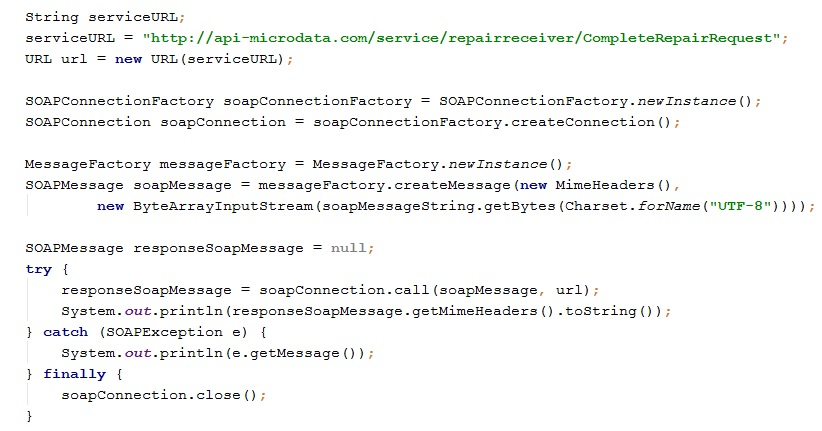 String serviceURL;
serviceURL = "http://api-microdata.com/service/repairreceiver/CompleteRepairRequest";
URL url = new URL(serviceURL);
SOAPConnectionFactory soapConnectionFactory = SOAPConnectionFactory.newInstance();
SOAPConnection soapConnection = soapConnectionFactory.createConnection();
MessageFactory messageFactory = MessageFactory.newInstance();
SOAPMessage soapMessage = messageFactory.createMessage(new MimeHeaders(),
new ByteArrayInputStream(soapMessageString.getBytes(Charset.forName("UTF-8"))));
SOAPMessage responseSoapMessage = null;
try {
responseSoapMessage = soapConnection.call(soapMessage, url);
System.out.println(responseSoapMessage.getMimeHeaders().toString());
} catch (SOAPException e) {
System.out.println(e.getMessage());
} finally {
soapConnection.close();
}